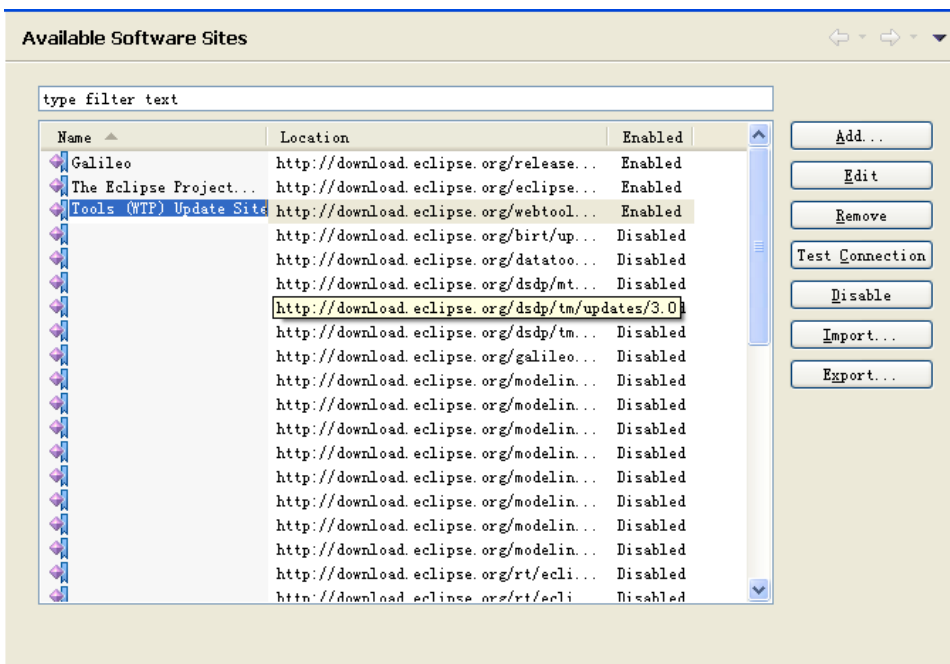 Available Software Sites
type filter text
Name Location Enabled
Galileo http://download.eclipse.org/release... Enabled
The Eclipse Project... http://download.eclipse.org/eclipse... Enabled
Tools (WTP) Update Site http://download.eclipse.org/webtool... Enabled
http://download.eclipse.org/birt/up... Disabled
http://download.eclipse.org/datatoo... Disabled
http://download.eclipse.org/dsdp/mt... Disabled
http://download.eclipse.org/dsdp/tm/updates/3.0
http://download.eclipse.org/dsdp/tm... Disabled
http://download.eclipse.org/galileo... Disabled
http://download.eclipse.org/modelin... Disabled
http://download.eclipse.org/modelin... Disabled
http://download.eclipse.org/modelin... Disabled
http://download.eclipse.org/modelin... Disabled
http://download.eclipse.org/modelin... Disabled
http://download.eclipse.org/modelin... Disabled
http://download.eclipse.org/modelin... Disabled
http://download.eclipse.org/modelin... Disabled
http://download.eclipse.org/rt/ecli... Disabled
http://download.eclipse.org/rt/ecli... Disabled
Add...
Edit
Remove
Test Connection
Disable
Import...
Export...